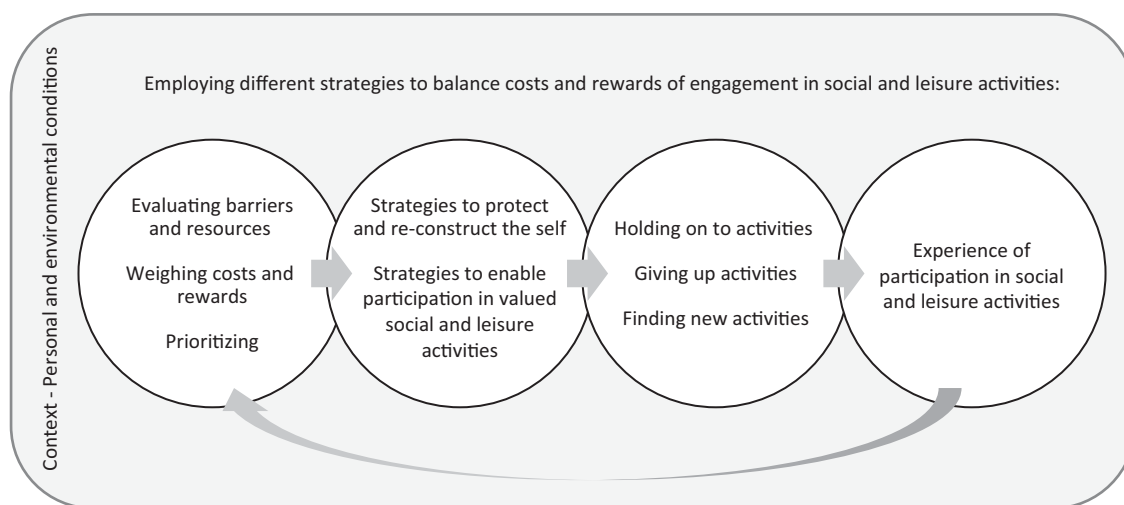 Context - Personal and environmental conditions
Employing different strategies to balance costs and rewards of engagement in social and leisure activities:
Evaluating barriers
and resources
Weighing costs and
rewards
Prioritizing
Strategies to protect
and re-construct the self
Strategies to enable
participation in valued
social and leisure
activities
Holding on to activities
Giving up activities
Finding new activities
Experience of
participation in social
and leisure activities